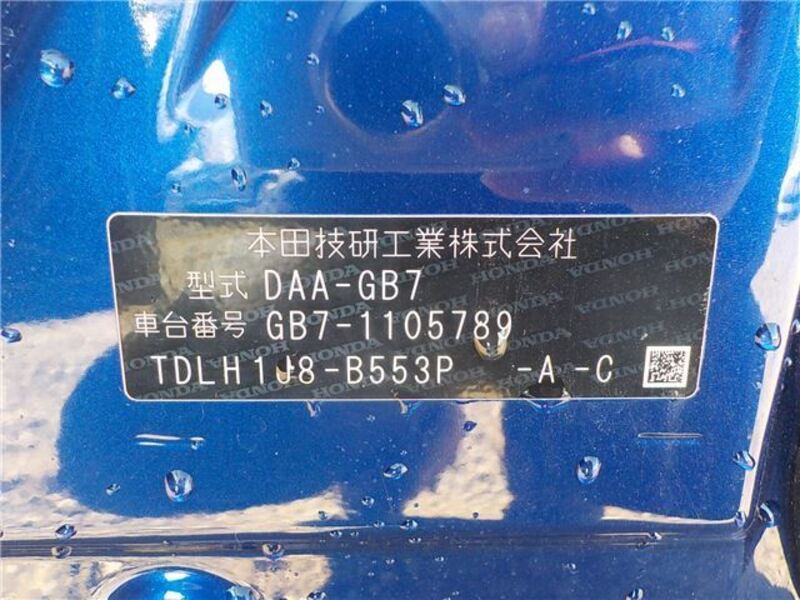 本田技研工業株式会社
型式 DAA-GB7
車台番号 GB7-1105789
TDLH1J8-B553P -A -C